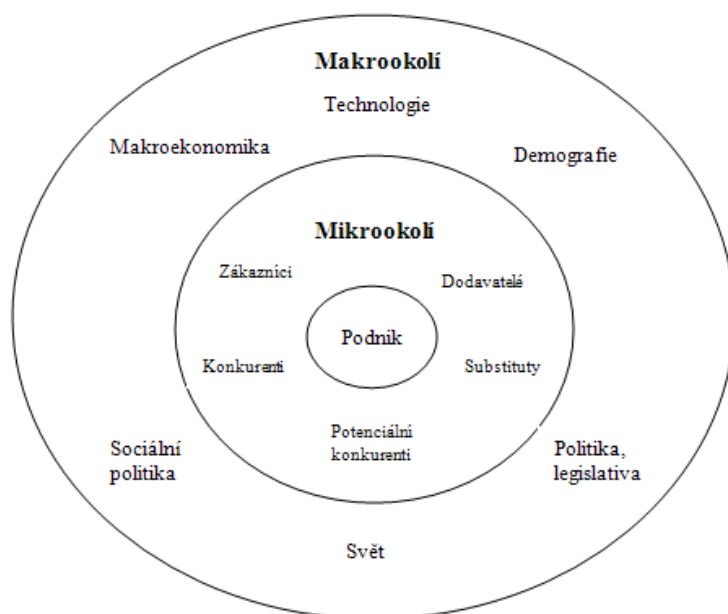 Makrookolí
Technologie
Makroekonomika
Demografie
Mikrookolí
Zákazníci
Dodavatelé
Podnik
Konkurenti
Substituty
Potenciální
konkurenti
Sociální
politika
Politika,
legislativa
Svět